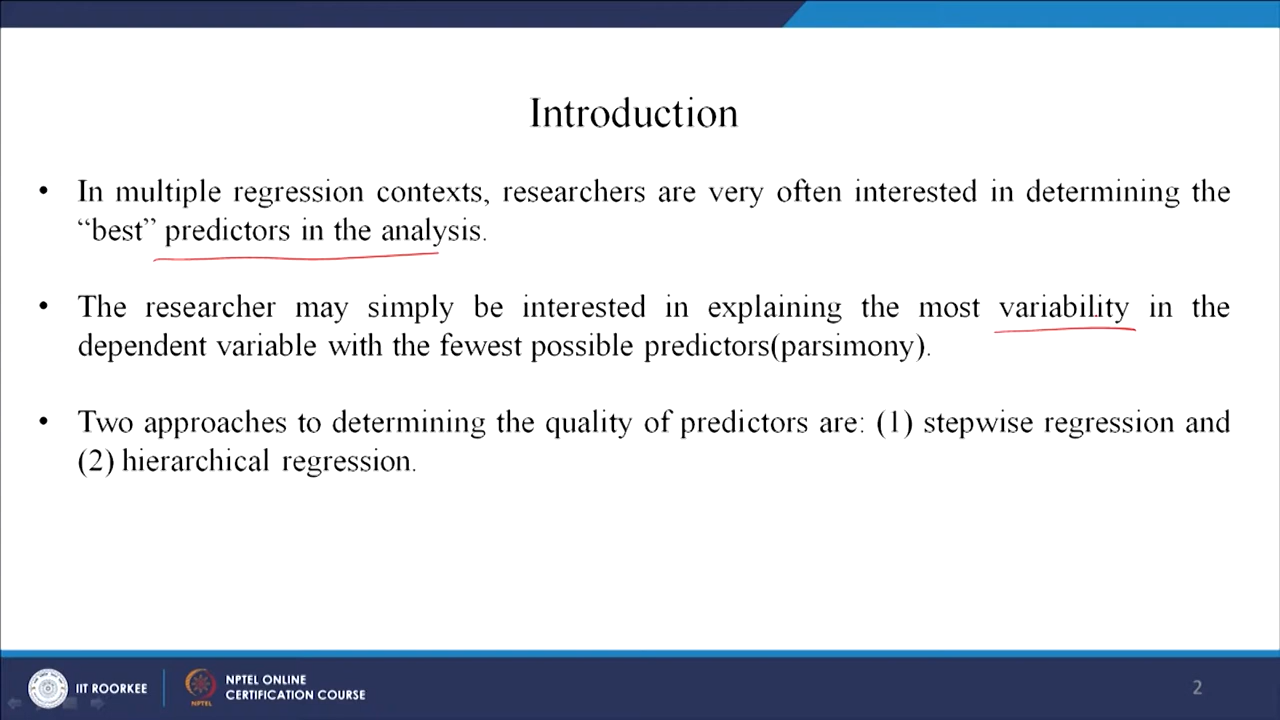 Introduction
• In multiple regression contexts, researchers are very often interested in determining the
“best” predictors in the analysis.
• The researcher may simply be interested in explaining the most variability in the
dependent variable with the fewest possible predictors(parsimony).
• Two approaches to determining the quality of predictors are: (1) stepwise regression and
(2) hierarchical regression.
IIT ROORKEE
NPTEL
NPTEL ONLINE
CERTIFICATION COURSE
2